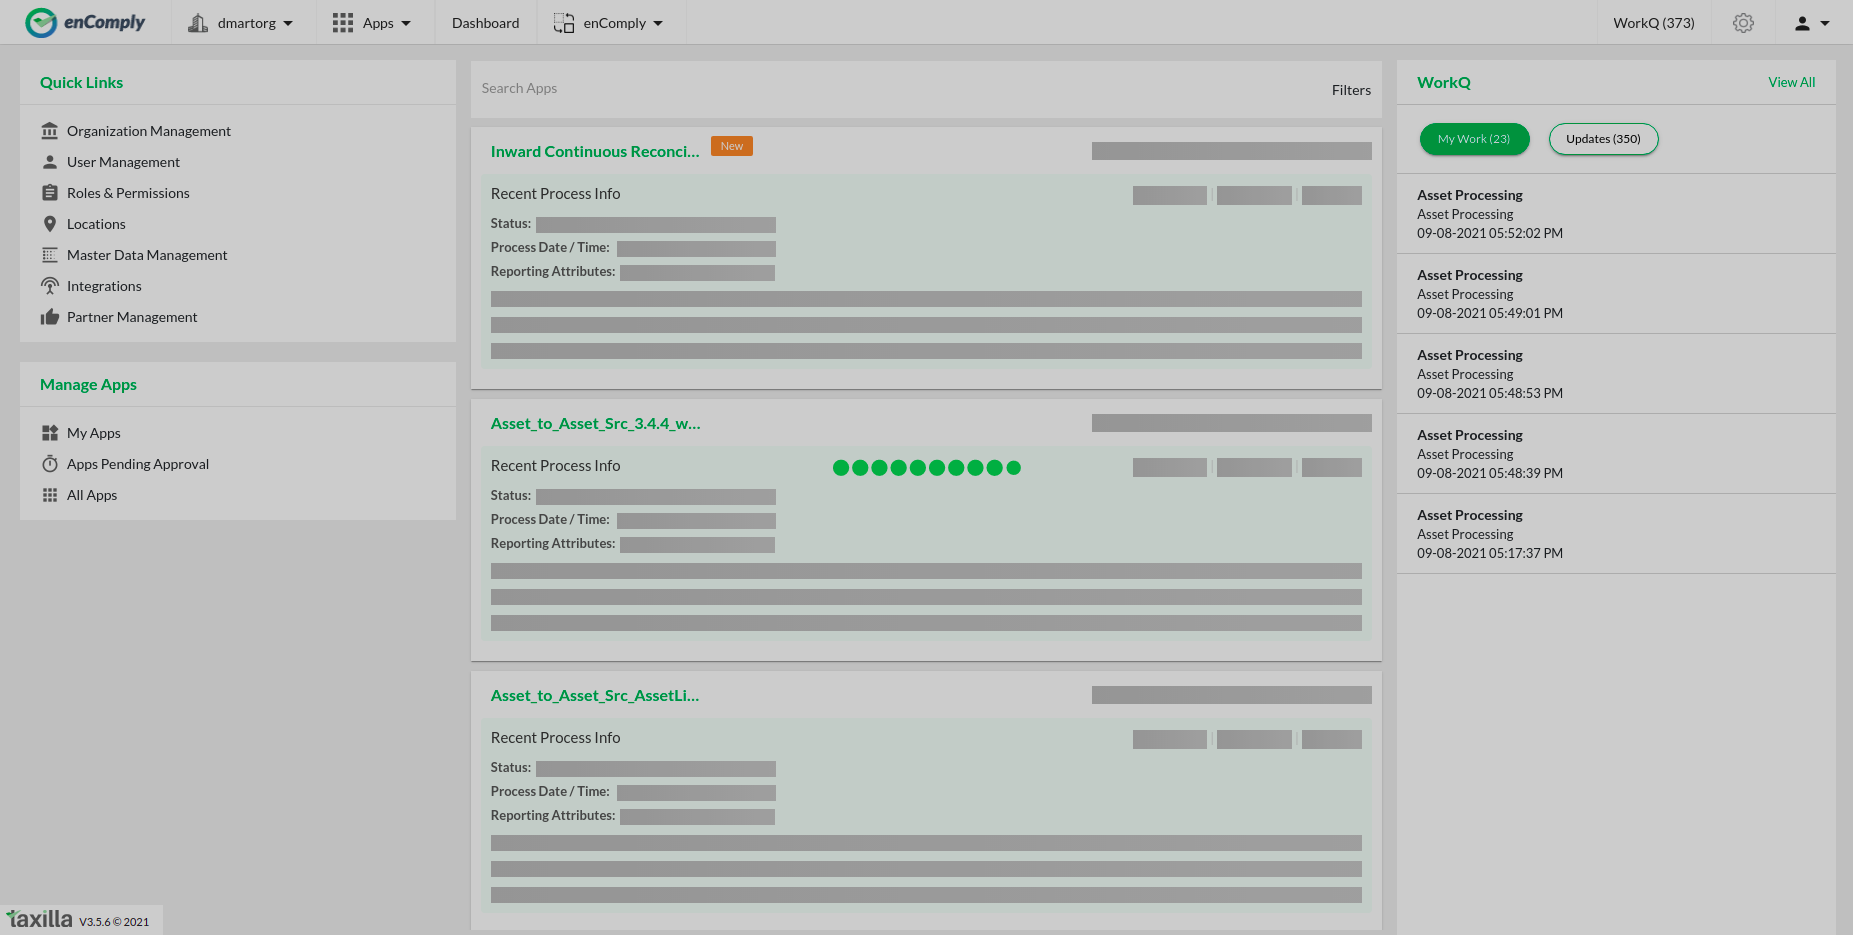 enComply
dmartorg
Apps
Dashboard
enComply
WorkQ (373)
Quick Links
Organization Management
User Management
Roles & Permissions
Locations
Master Data Management
Integrations
Partner Management
Manage Apps
My Apps
Apps Pending Approval
All Apps
Search Apps
Filters
Inward Continuous Reconci...
New
Recent Process Info
Status:
Process Date / Time:
Reporting Attributes:
Asset_to_Asset_Src_3.4.4_w...
Recent Process Info
Status:
Process Date / Time:
Reporting Attributes:
Asset_to_Asset_Src_AssetLi...
Recent Process Info
Status:
Process Date / Time:
Reporting Attributes:
WorkQ
View All
My Work (23)
Updates (350)
Asset Processing
Asset Processing
09-08-2021 05:52:02 PM
Asset Processing
Asset Processing
09-08-2021 05:49:01 PM
Asset Processing
Asset Processing
09-08-2021 05:48:53 PM
Asset Processing
Asset Processing
09-08-2021 05:48:39 PM
Asset Processing
Asset Processing
09-08-2021 05:17:37 PM
taxilla V3.5.6 © 2021